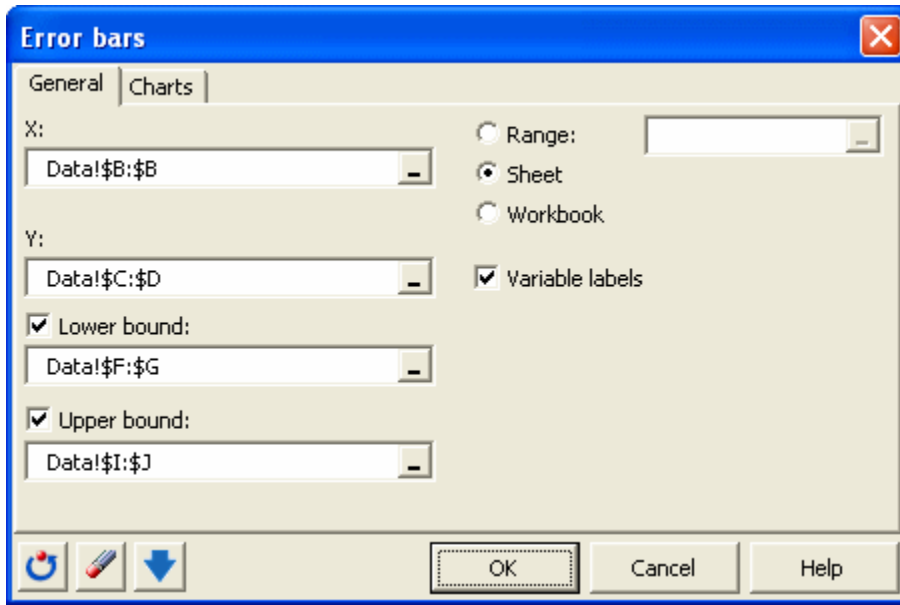 Error bars
General Charts
X:
Data!$B:$B
Y:
Data!$C:$D
Lower bound:
Data!$F:$G
Upper bound:
Data!$I:$J
Range:
Sheet
Workbook
Variable labels
OK Cancel Help